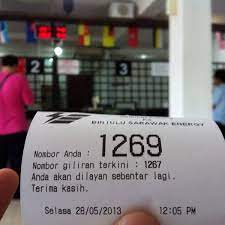 BINTULU SARAWAK ENERGY
Nombor Anda : 1269
Nombor giliran terkini : 1267
Anda akan dilayan sebentar lagi.
Terima kasih.
Selasa 28/05/2013 12:05 PM